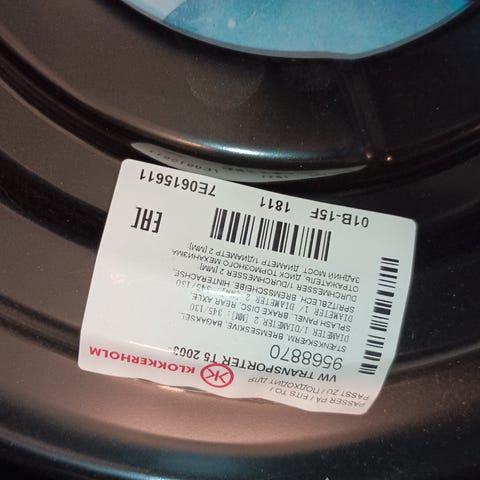 PASSER PÅ / FITS TO /
PASST ZU / ПОДХОДИТ ДЛЯ
KLOKKERHOLM
VW TRANSPORTER T5 2003-
9568870
STÆNKSKÆRM, BREMSESKIVE, BAGAKSEL,
DIAMETER 1/DIAMETER 2 [MM] : 345/130
SPLASH PANEL, BRAKE DISC, REAR AXLE,
DIAMETER 1/ DIAMETER 2 [MM] 345/130
SPRITZBLECH, BREMSSCHEIBE, HINTERACHSE,
DURCHMESSER 1/DURCHMESSER 2 [MM]
ОТРАЖАТЕЛЬ, ДИСК ТОРМОЗНОГО МЕХАНИЗМА
ЗАДНИЙ МОСТ, ДИАМЕТР 1/ДИАМЕТР 2 [MM]
EAC
01B-15F 1811 7E0615611